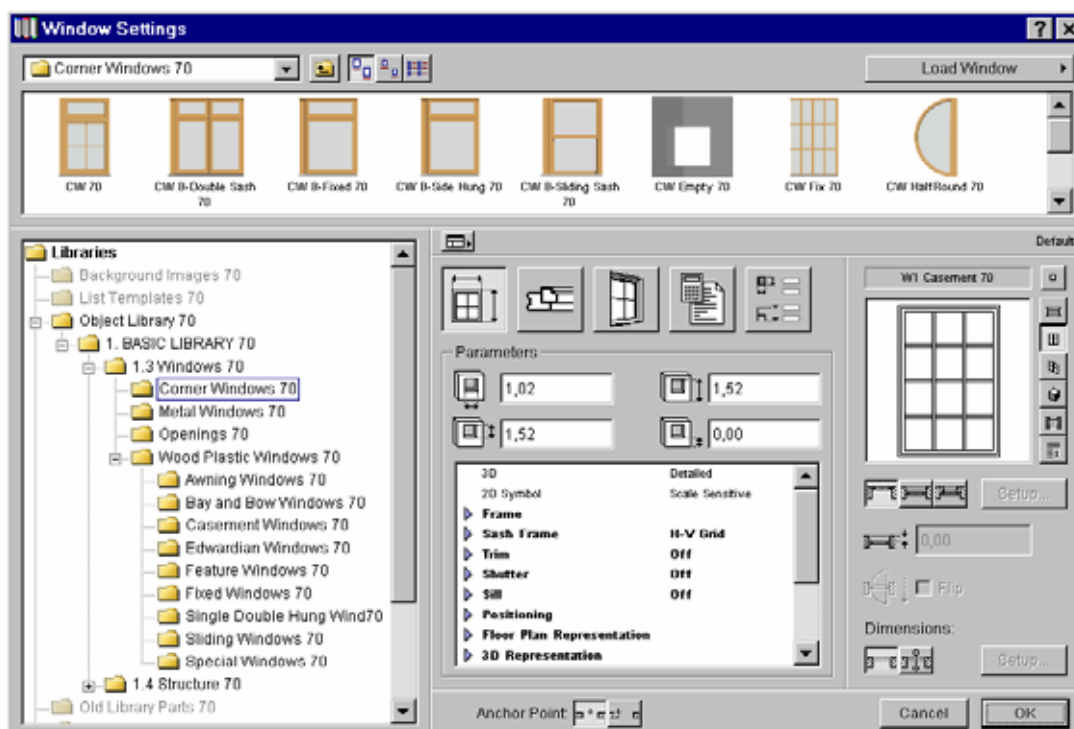 Window Settings
Corner Windows 70
Load Window
CW 70
CW B-Double Sash 70
CW B-Fixed 70
CW B-Side Hung 70
CW B-Sliding Sash 70
CW Empty 70
CW Fix 70
CW HalfRound 70
Libraries
Background Images 70
List Templates 70
Object Library 70
1. BASIC LIBRARY 70
1.3 Windows 70
Corner Windows 70
Metal Windows 70
Openings 70
Wood Plastic Windows 70
Awning Windows 70
Bay and Bow Windows 70
Casement Windows 70
Edwardian Windows 70
Feature Windows 70
Fixed Windows 70
Single Double Hung Wind70
Sliding Windows 70
Special Windows 70
1.4 Structure 70
Old Library Parts 70
Default
Parameters
1,02
1,52
1,52
0,00
3D Detailed
2D Symbol Scale Sensitive
Frame
Sash Frame H-V Grid
Trim Off
Shutter Off
Sill Off
Positioning
Floor Plan Representation
3D Representation
W1 Casement 70
Setup...
0,00
Flip
Dimensions:
Setup...
Anchor Point:
Cancel
OK